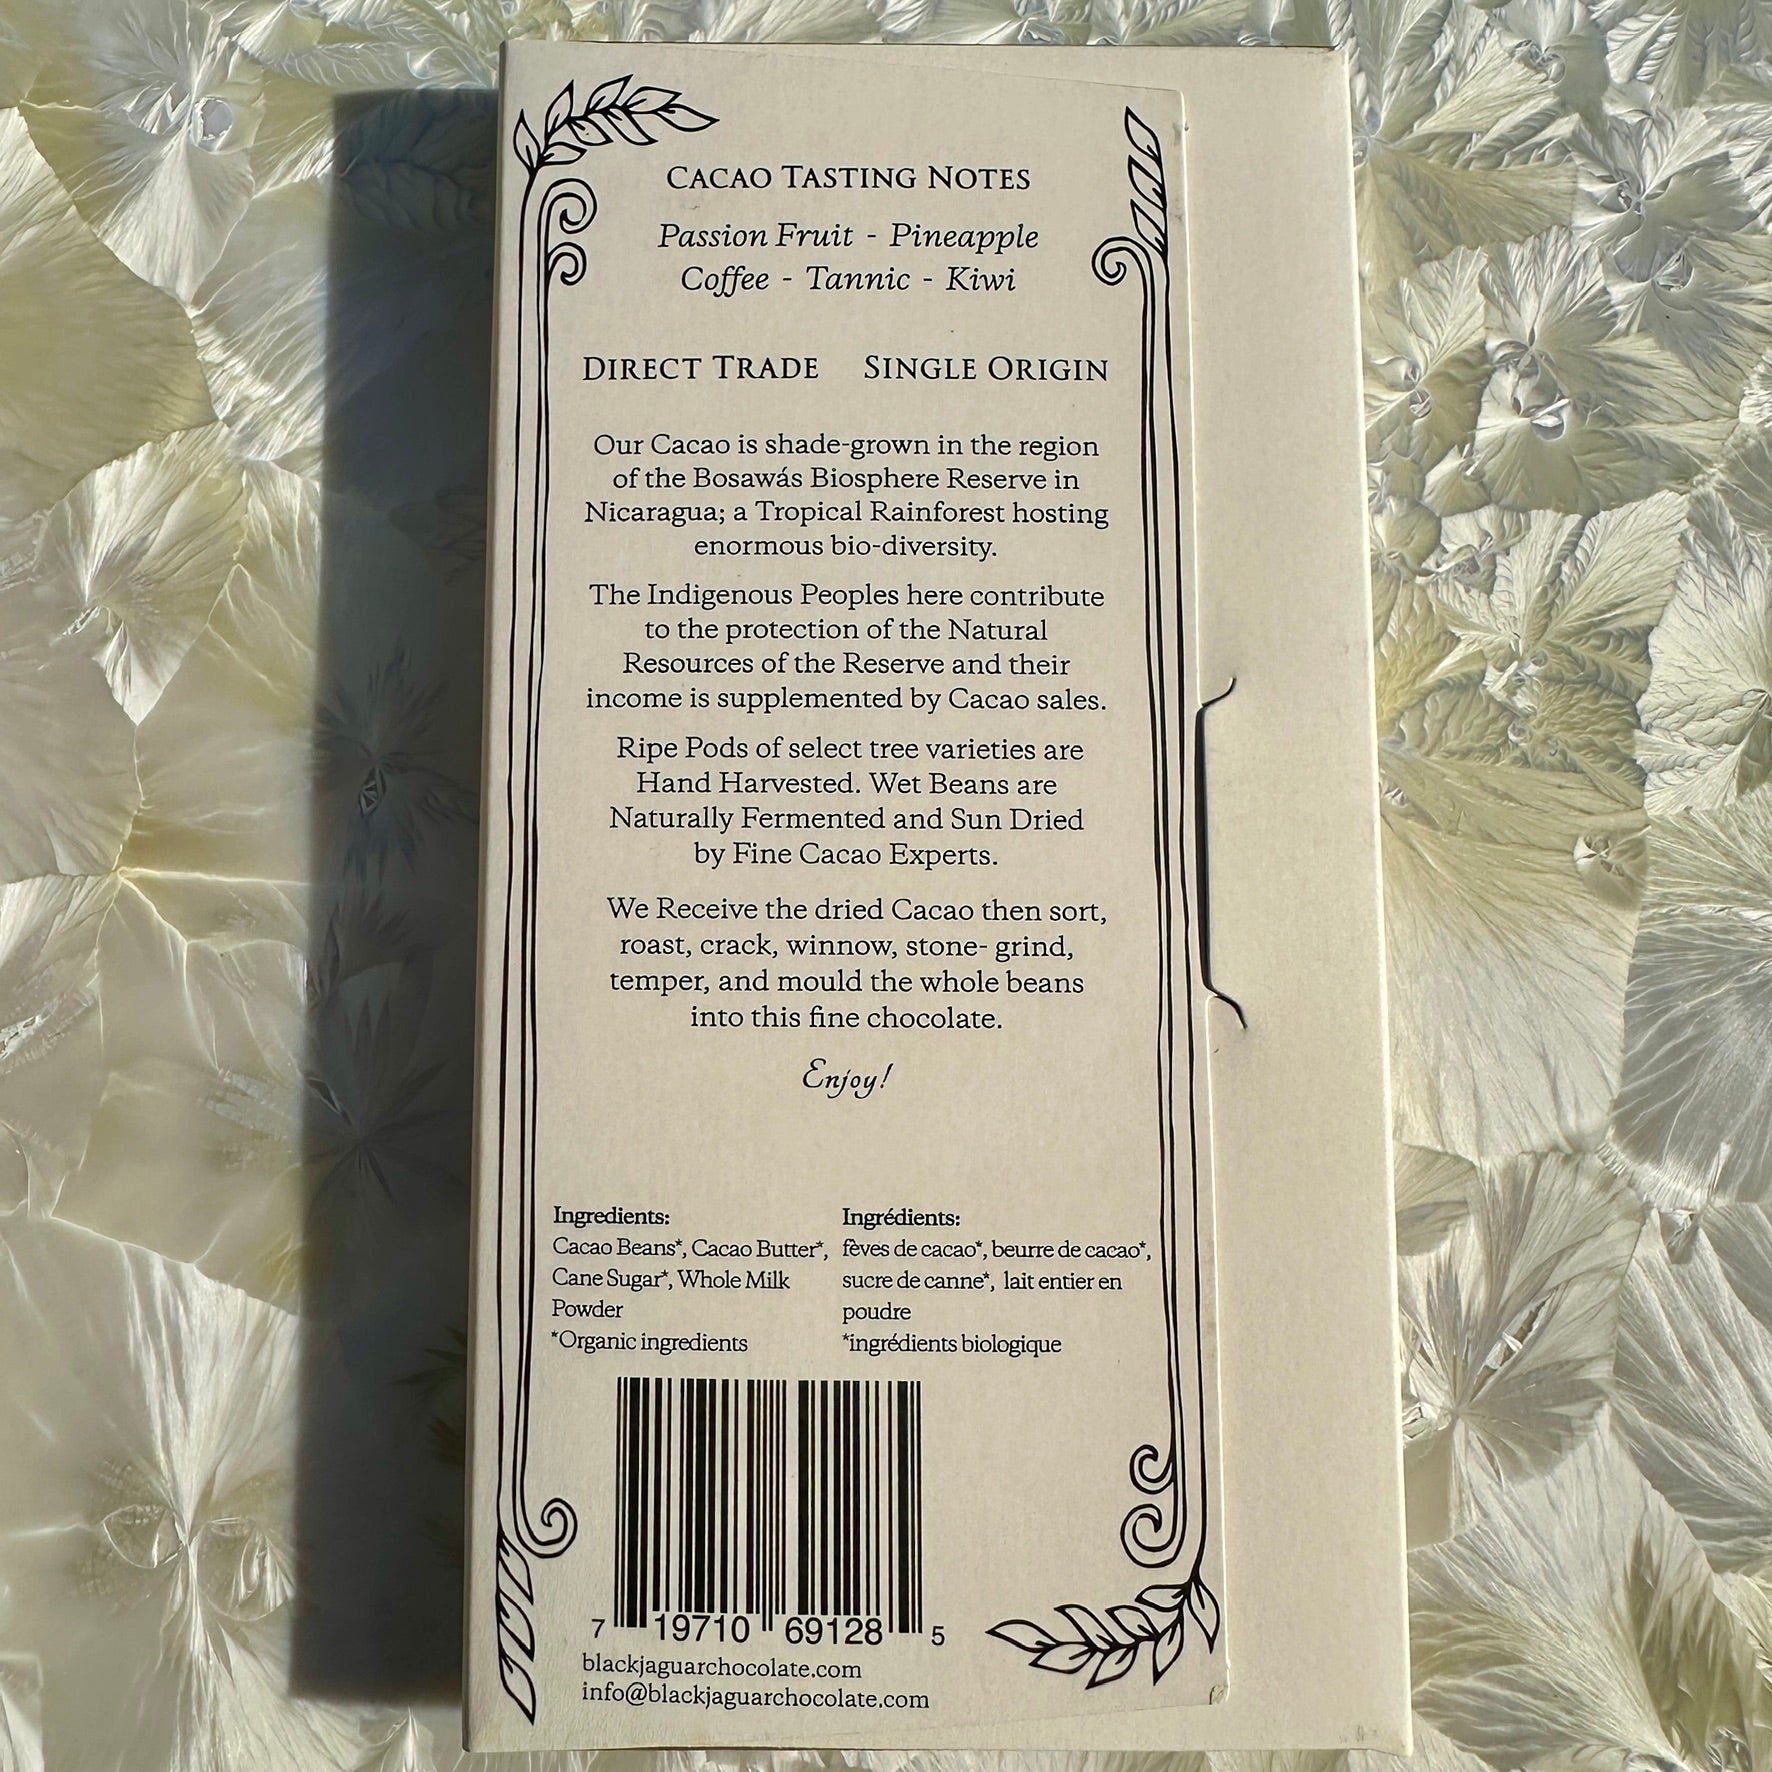 CACAO TASTING NOTES
Passion Fruit - Pineapple
Coffee - Tannic - Kiwi
DIRECT TRADE SINGLE ORIGIN
Our Cacao is shade-grown in the region
of the Bosawás Biosphere Reserve in
Nicaragua; a Tropical Rainforest hosting
enormous bio-diversity.
The Indigenous Peoples here contribute
to the protection of the Natural
Resources of the Reserve and their
income is supplemented by Cacao sales.
Ripe Pods of select tree varieties are
Hand Harvested. Wet Beans are
Naturally Fermented and Sun Dried
by Fine Cacao Experts.
We Receive the dried Cacao then sort,
roast, crack, winnow, stone- grind,
temper, and mould the whole beans
into this fine chocolate.
Enjoy!
Ingredients:
Cacao Beans*, Cacao Butter*,
Cane Sugar*, Whole Milk
Powder
*Organic ingredients
Ingrédients:
fèves de cacao*, beurre de cacao*,
sucre de canne*, lait entier en
poudre
*ingrédients biologique
7 19710 69128 5
blackjaguarchocolate.com
info@blackjaguarchocolate.com